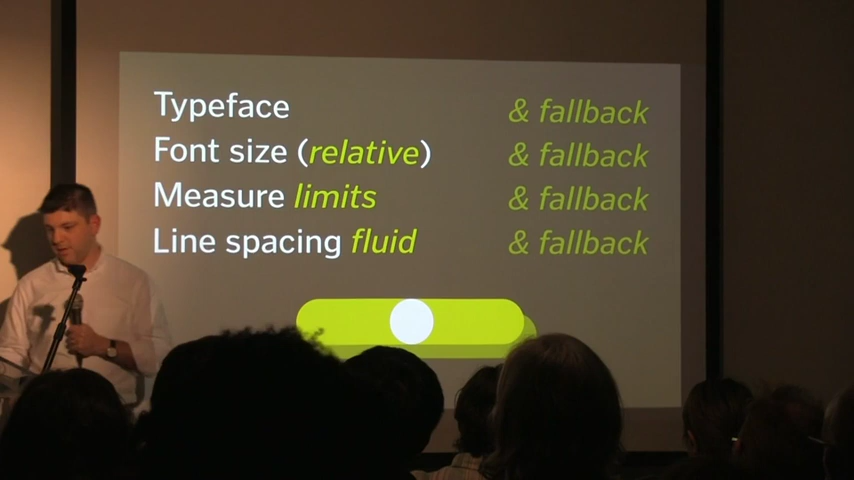 Typeface & fallback
Font size (relative) & fallback
Measure limits & fallback
Line spacing fluid & fallback